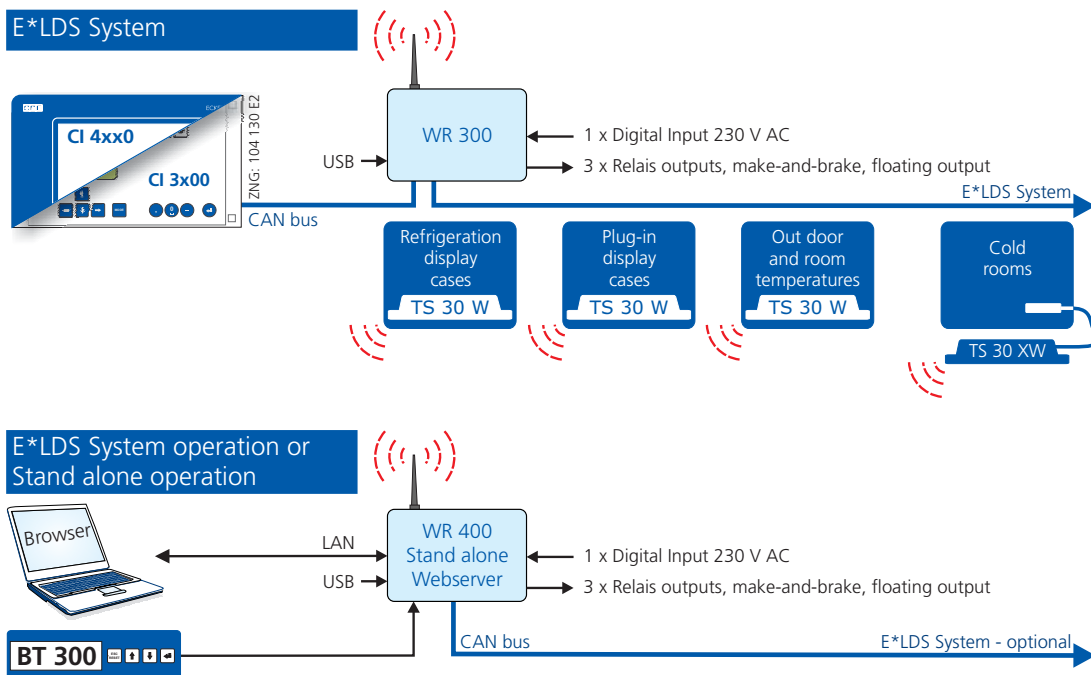 E*LDS System
CI 4xx0
CI 3x00
ZNG: 104 130 E2
WR 300
USB
1 x Digital Input 230 V AC
3 x Relais outputs, make-and-brake, floating output
E*LDS System
CAN bus
Refrigeration
display
cases
TS 30 W
Plug-in
display
cases
TS 30 W
Out door
and room
temperatures
TS 30 W
Cold
rooms
TS 30 XW
E*LDS System operation or
Stand alone operation
Browser
LAN
USB
WR 400
Stand alone
Webserver
1 x Digital Input 230 V AC
3 x Relais outputs, make-and-brake, floating output
CAN bus
E*LDS System - optional
BT 300